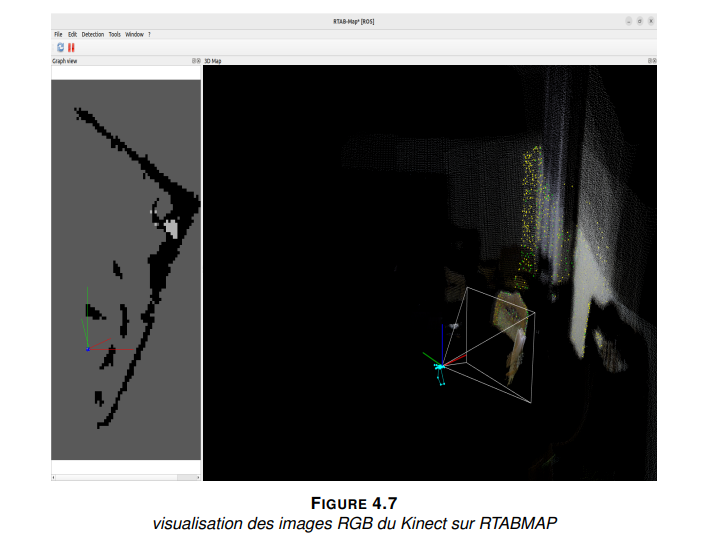 RTAB-Map* [ROS]
File Edit Detection Tools Window ?
Graph view
3D Map
FIGURE 4.7
visualisation des images RGB du Kinect sur RTABMAP